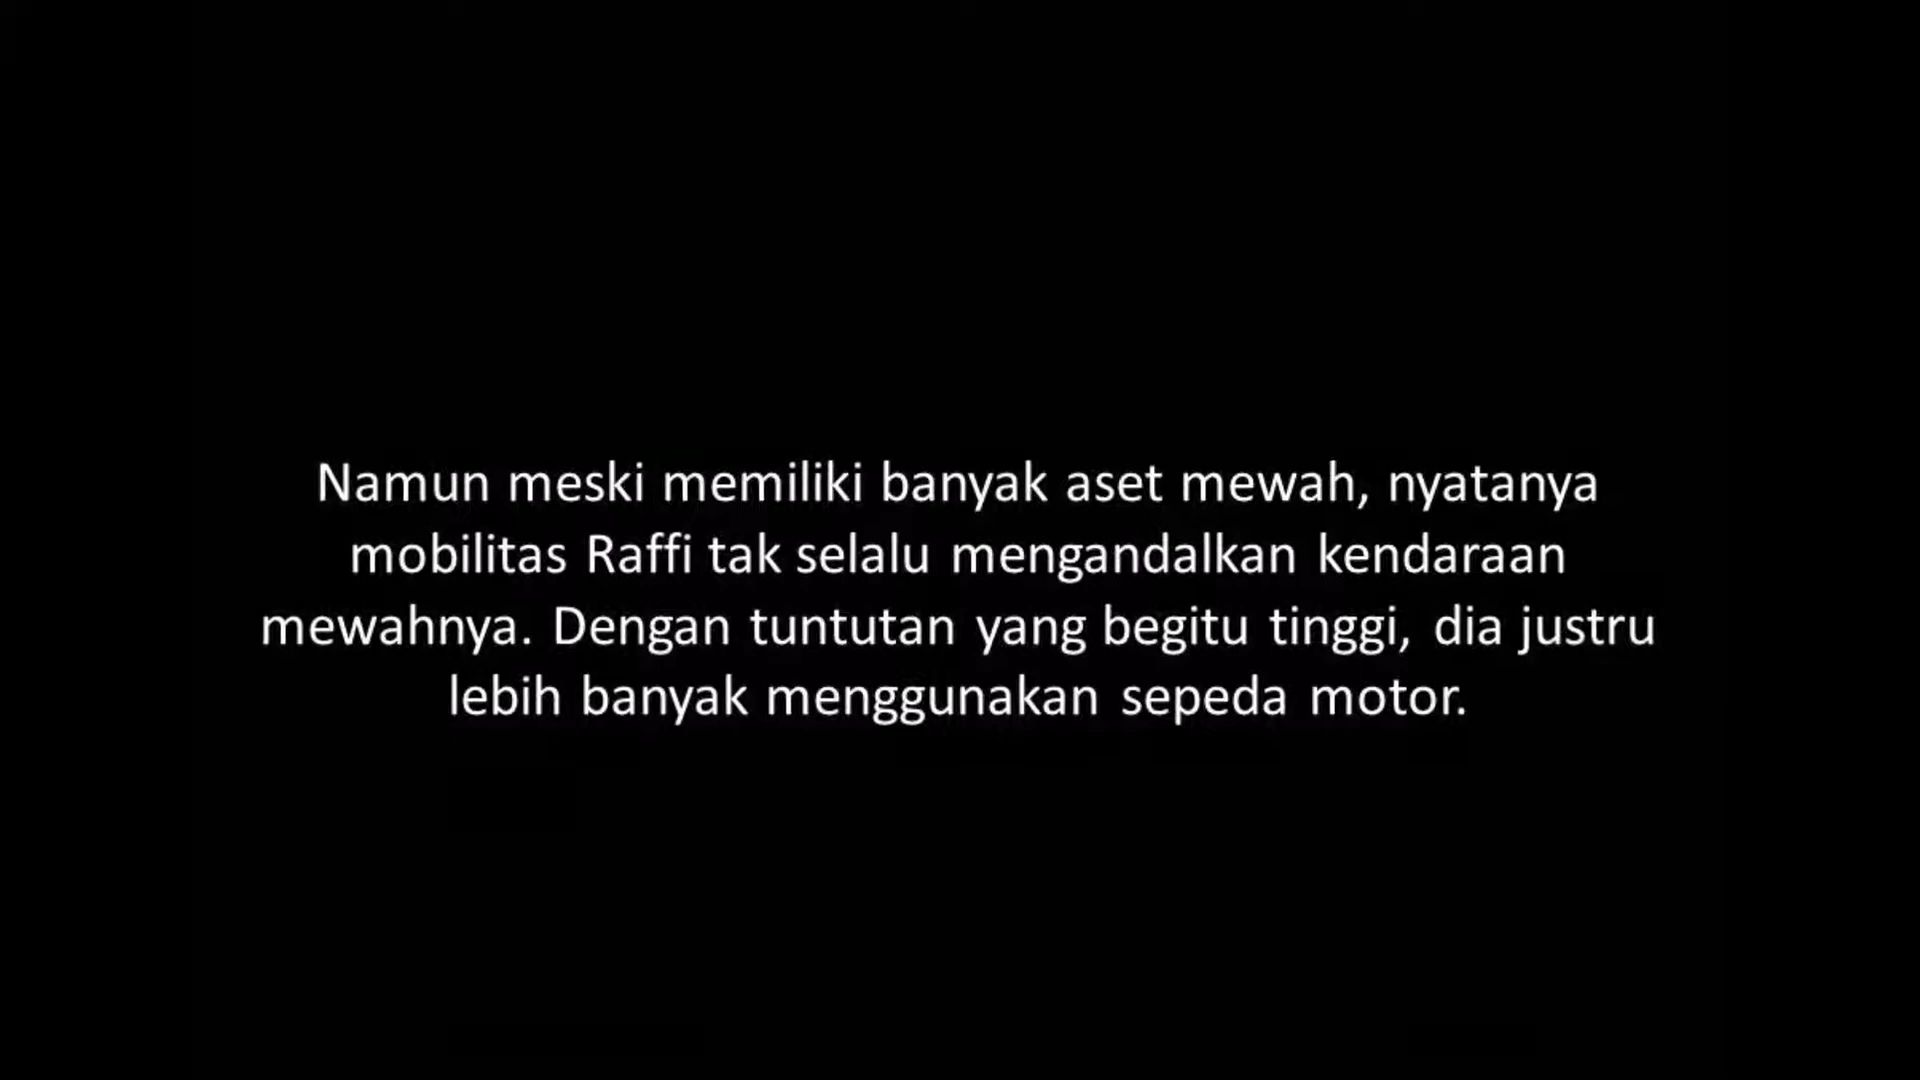 Namun meski memiliki banyak aset mewah, nyatanya
mobilitas Raffi tak selalu mengandalkan kendaraan
mewahnya. Dengan tuntutan yang begitu tinggi, dia justru
lebih banyak menggunakan sepeda motor.